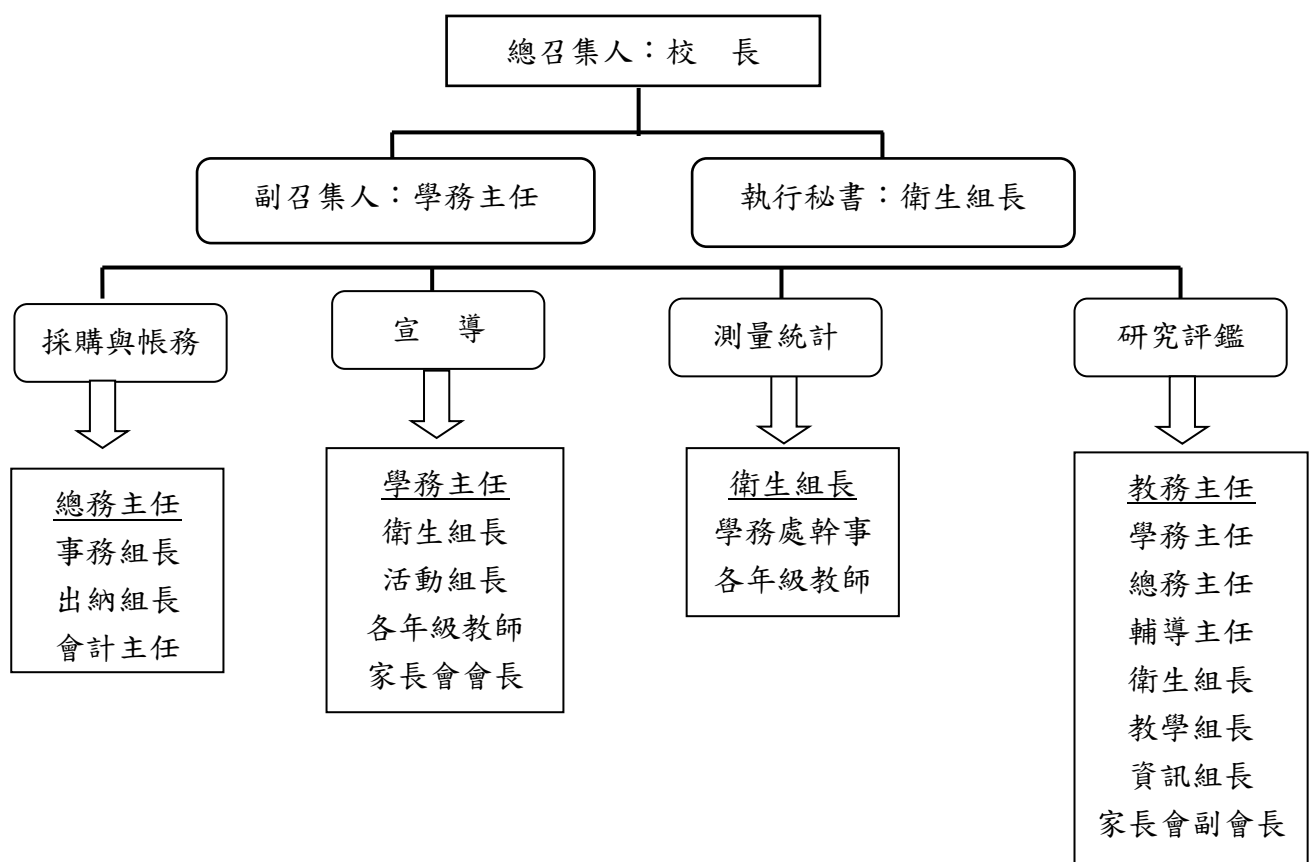 總召集人：校　長
副召集人：學務主任
執行秘書：衛生組長
採購與帳務
宣　導
測量統計
研究評鑑
總務主任
事務組長
出納組長
會計主任
學務主任
衛生組長
活動組長
各年級教師
家長會會長
衛生組長
學務處幹事
各年級教師
教務主任
學務主任
總務主任
輔導主任
衛生組長
教學組長
資訊組長
家長會副會長